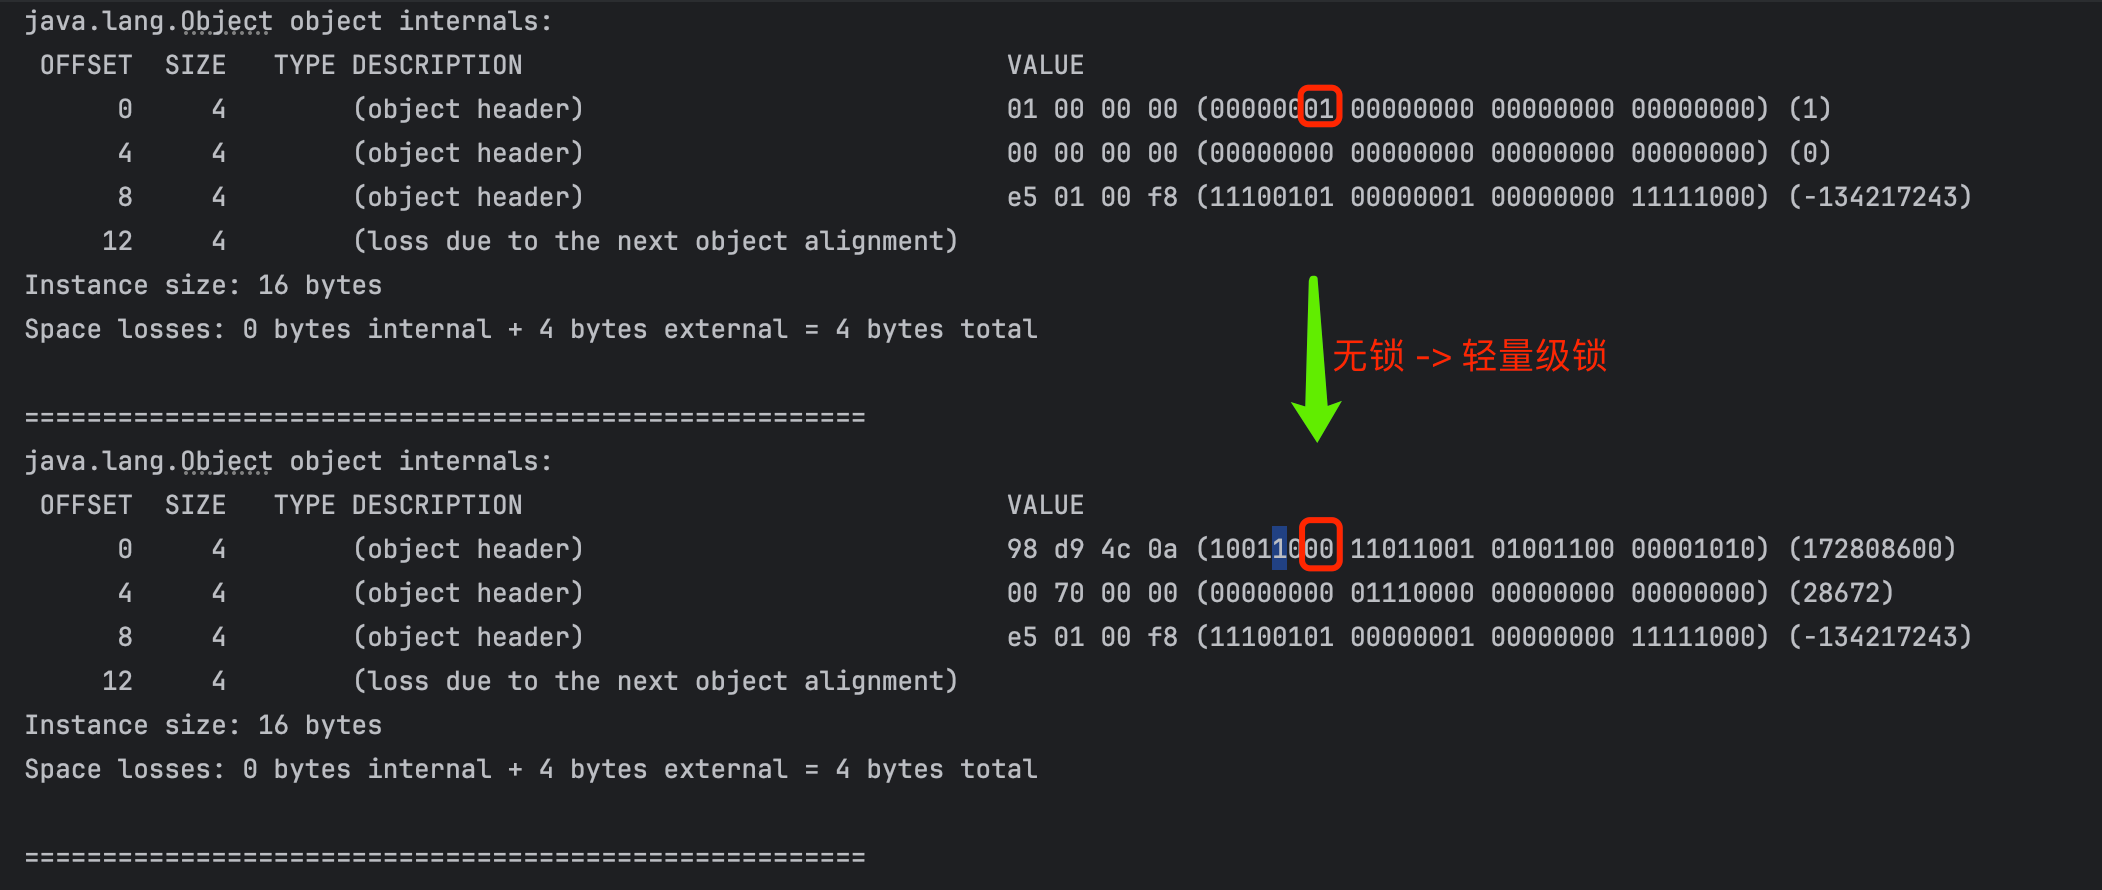 java.lang.Object object internals:
 OFFSET  SIZE   TYPE DESCRIPTION                               VALUE
      0     4        (object header)                           01 00 00 00 (00000001 00000000 00000000 00000000) (1)
      4     4        (object header)                           00 00 00 00 (00000000 00000000 00000000 00000000) (0)
      8     4        (object header)                           e5 01 00 f8 (11100101 00000001 00000000 11111000) (-134217243)
     12     4        (loss due to the next object alignment)
Instance size: 16 bytes
Space losses: 0 bytes internal + 4 bytes external = 4 bytes total
无锁 -> 轻量级锁
======================================================
java.lang.Object object internals:
 OFFSET  SIZE   TYPE DESCRIPTION                               VALUE
      0     4        (object header)                           98 d9 4c 0a (10011000 11011001 01001100 00001010) (172808600)
      4     4        (object header)                           00 70 00 00 (00000000 01110000 00000000 00000000) (28672)
      8     4        (object header)                           e5 01 00 f8 (11100101 00000001 00000000 11111000) (-134217243)
     12     4        (loss due to the next object alignment)
Instance size: 16 bytes
Space losses: 0 bytes internal + 4 bytes external = 4 bytes total
======================================================